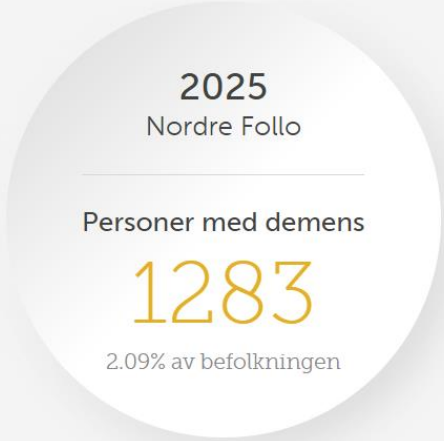 2025
Nordre Follo
Personer med demens
1283
2.09% av befolkningen